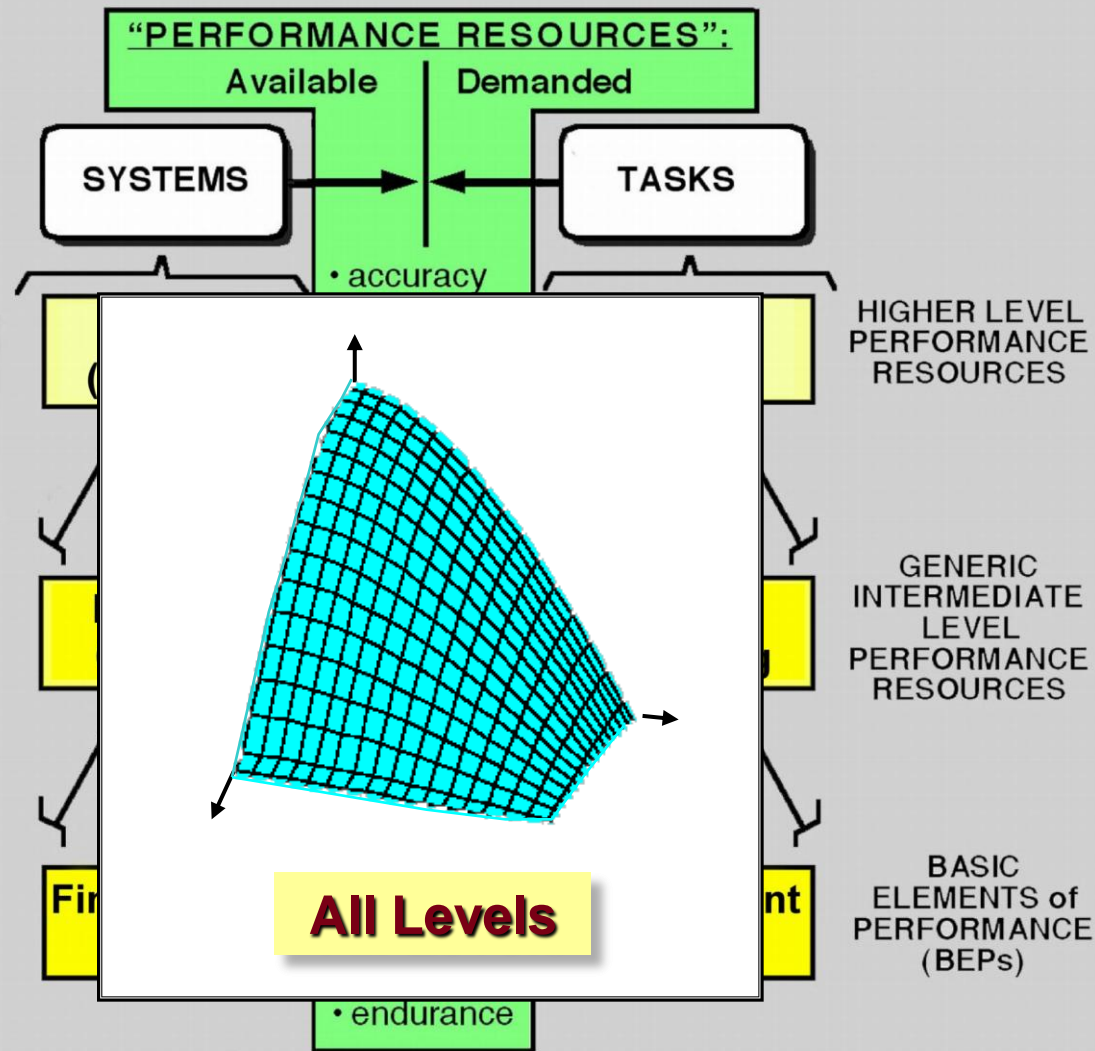 “PERFORMANCE RESOURCES”:
Available Demanded
SYSTEMS
TASKS
• accuracy
HIGHER LEVEL
PERFORMANCE
RESOURCES
GENERIC
INTERMEDIATE
LEVEL
PERFORMANCE
RESOURCES
All Levels
BASIC
ELEMENTS of
PERFORMANCE
(BEPs)
• endurance